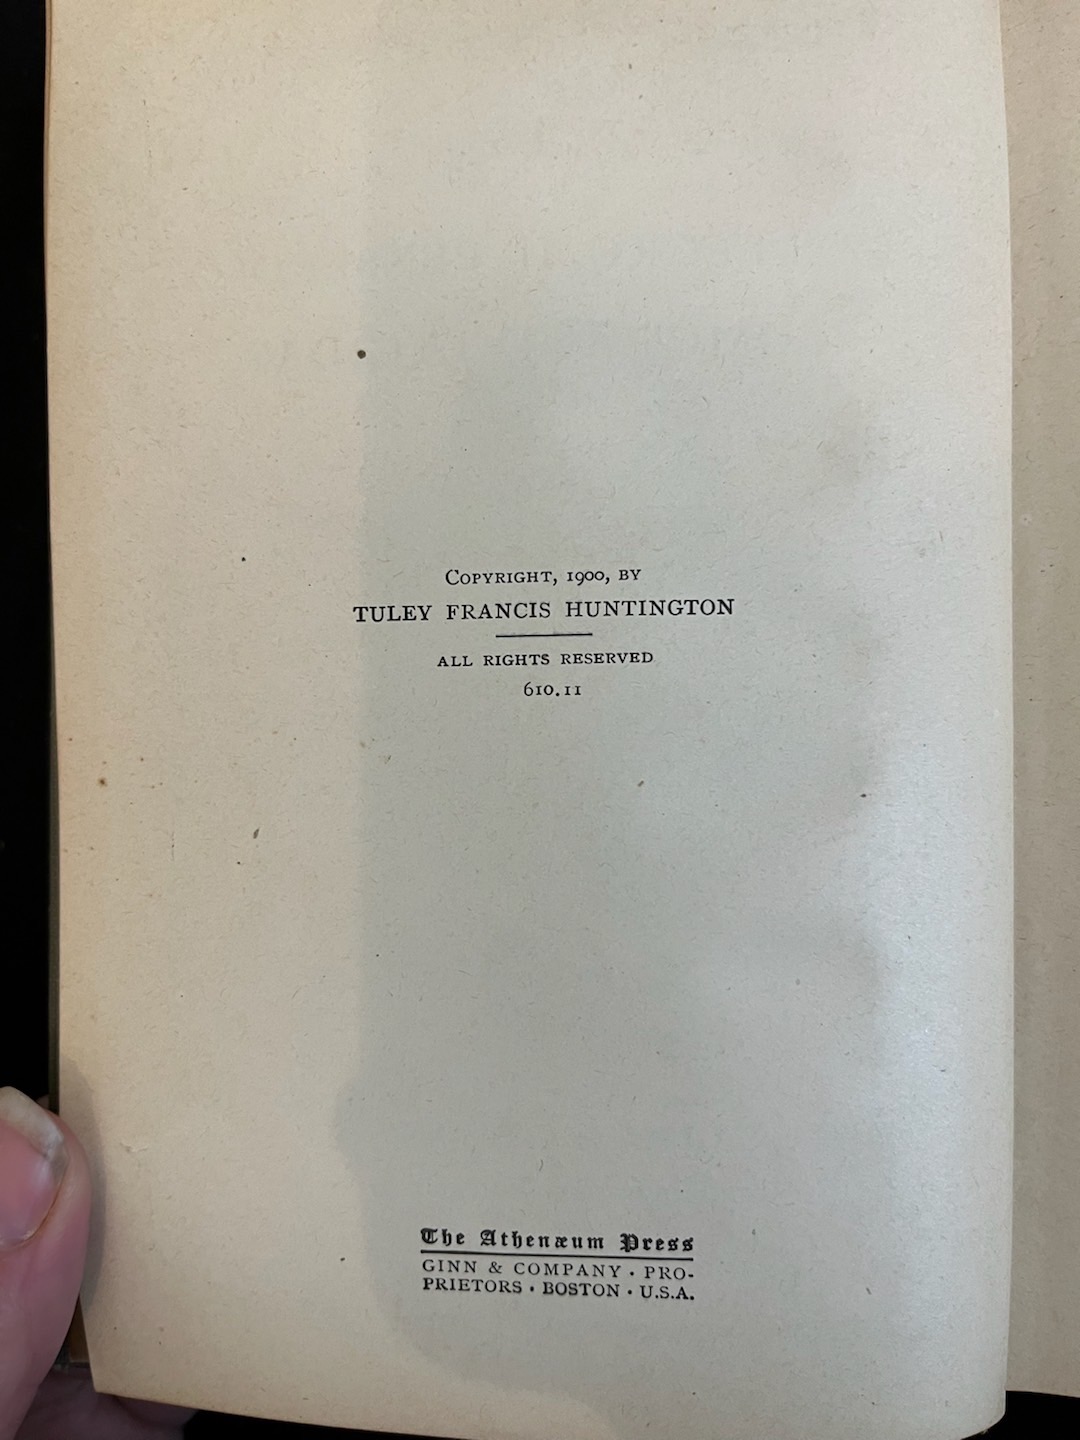 COPYRIGHT, 1900, BY
TULEY FRANCIS HUNTINGTON
ALL RIGHTS RESERVED
610.11
The Athenæum Press
GINN & COMPANY · PRO-
PRIETORS · BOSTON · U.S.A.